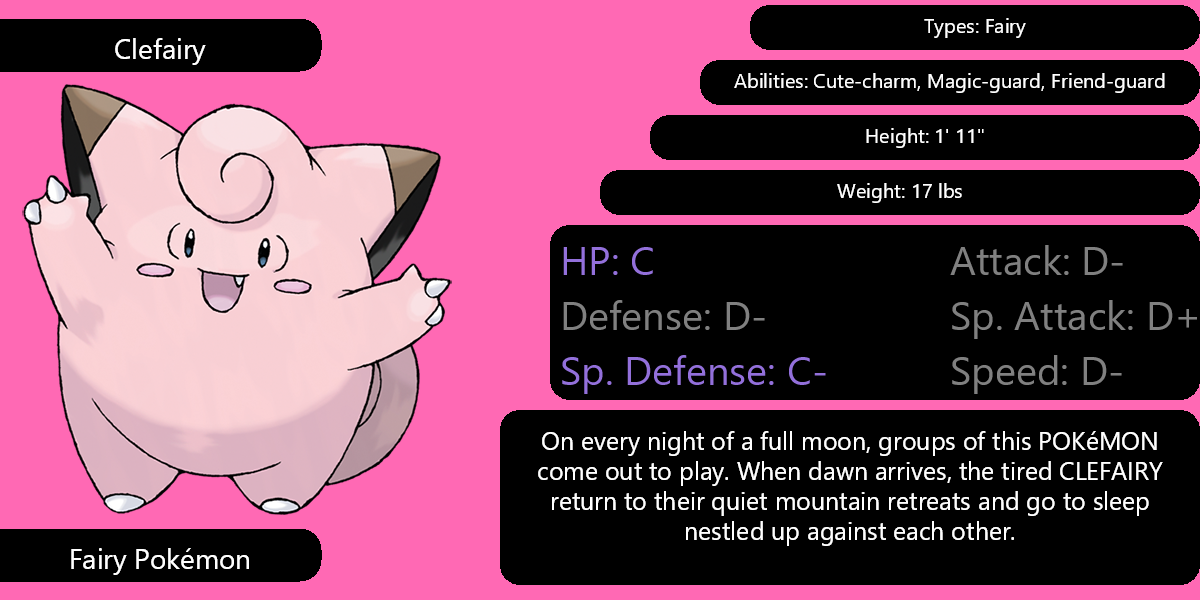 Clefairy
Types: Fairy
Abilities: Cute-charm, Magic-guard, Friend-guard
Height: 1' 11"
Weight: 17 lbs
HP: C
Attack: D-
Defense: D-
Sp. Attack: D+
Sp. Defense: C-
Speed: D-
On every night of a full moon, groups of this POKéMON
come out to play. When dawn arrives, the tired CLEFAIRY
return to their quiet mountain retreats and go to sleep
nestled up against each other.
Fairy Pokémon